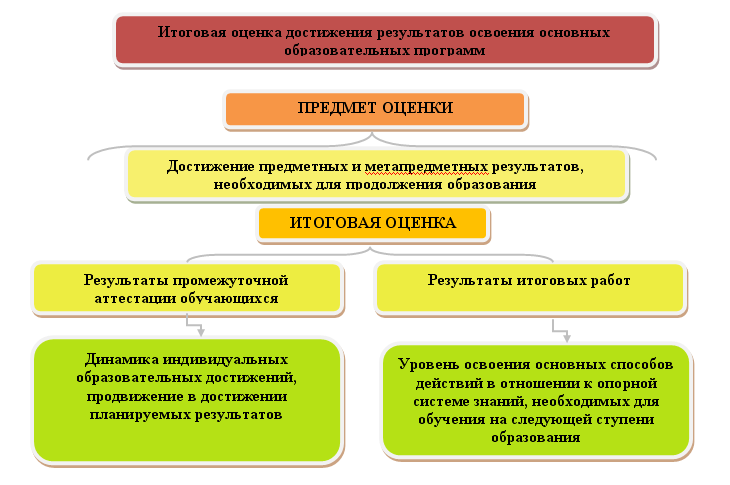 Итоговая оценка достижения результатов освоения основных
образовательных программ
ПРЕДМЕТ ОЦЕНКИ
Достижение предметных и метапредметных результатов,
необходимых для продолжения образования
ИТОГОВАЯ ОЦЕНКА
Результаты промежуточной
аттестации обучающихся
Результаты итоговых работ
Динамика индивидуальных
образовательных достижений,
продвижение в достижении
планируемых результатов
Уровень освоения основных способов
действий в отношении к опорной
системе знаний, необходимых для
обучения на следующей ступени
образования